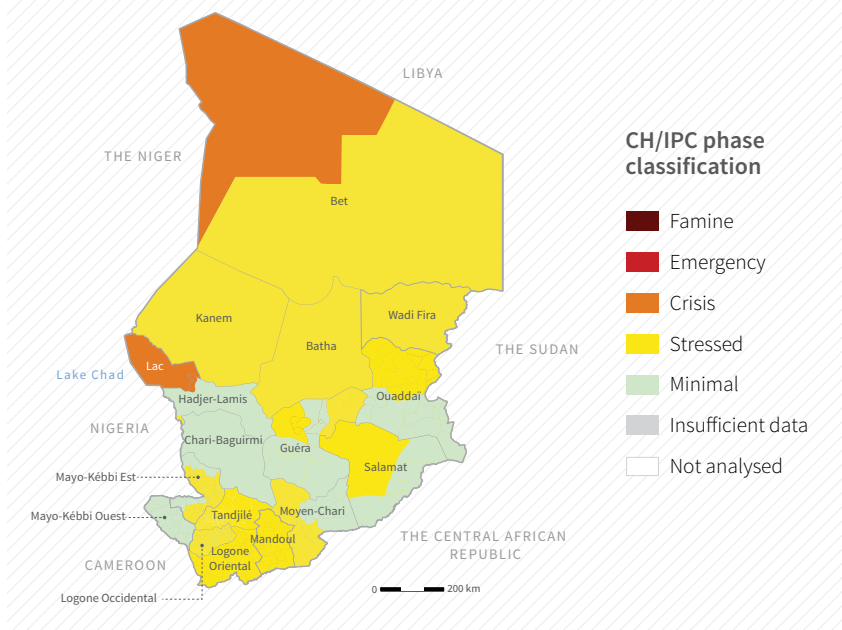 LIBYA
THE NIGER
Bet
Kanem
Wadi Fira
Batha
THE SUDAN
Lac
Lake Chad
Ouaddaï
Hadjer-Lamis
NIGERIA
Chari-Baguirmi
Guéra
Salamat
Mayo-Kébbi Est
Mayo-Kébbi Ouest
Tandjilé
Moyen-Chari
THE CENTRAL AFRICAN
REPUBLIC
Mandoul
Logone
Oriental
CAMEROON
Logone Occidental
0 200 km
CH/IPC phase
classification
Famine
Emergency
Crisis
Stressed
Minimal
Insufficient data
Not analysed